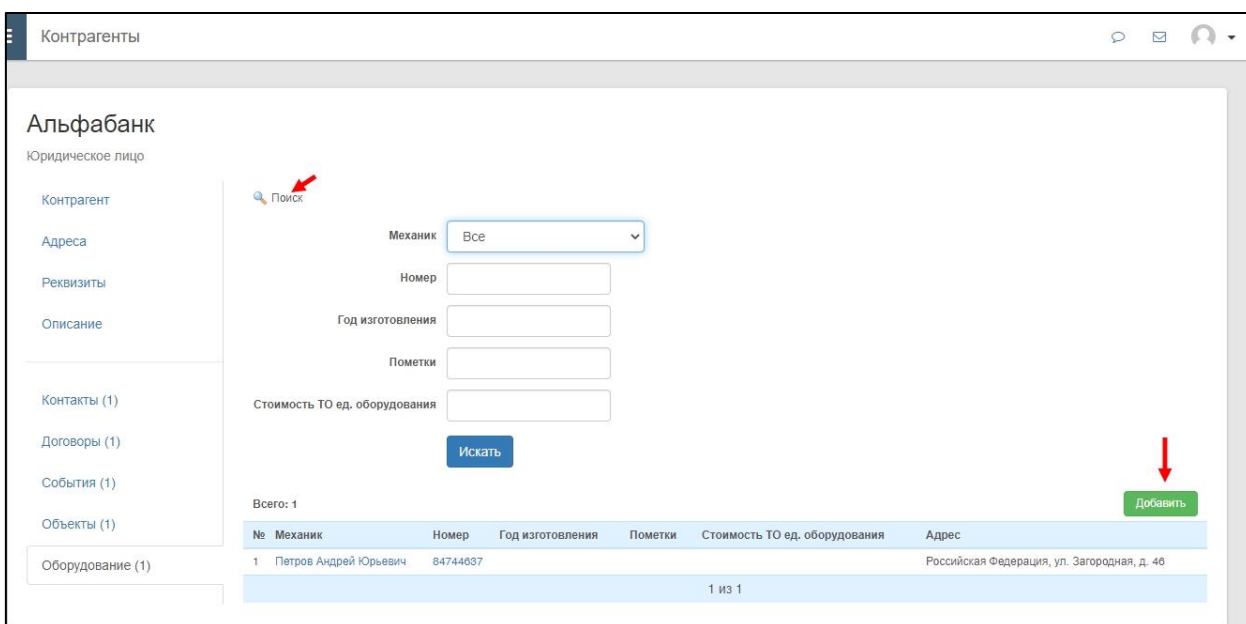 Контрагенты
Альфабанк
Юридическое лицо
Контрагент
Адреса
Реквизиты
Описание
Контакты (1)
Договоры (1)
События (1)
Объекты (1)
Оборудование (1)
Поиск
Механик Все
Номер
Год изготовления
Пометки
Стоимость ТО ед. оборудования
Искать
Всего: 1 Добавить
№ Механик Номер Год изготовления Пометки Стоимость ТО ед. оборудования Адрес
1 Петров Андрей Юрьевич 84744637 Российская Федерация, ул. Загородная, д. 46
1 из 1